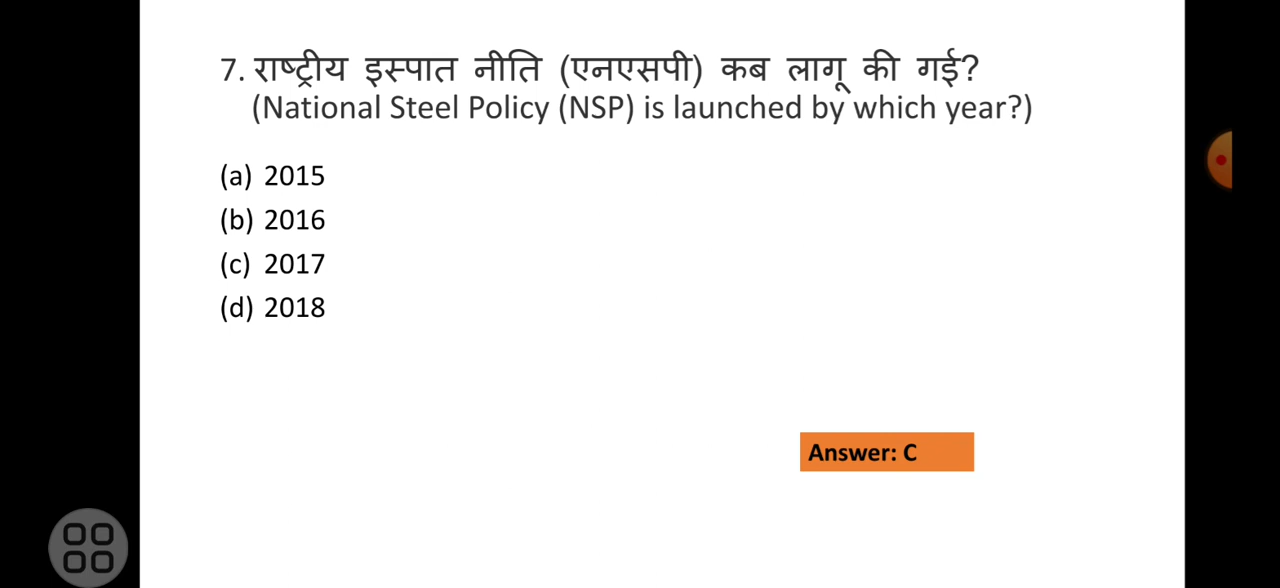 7. राष्ट्रीय इस्पात नीति (एनएसपी) कब लागू की गई?
(National Steel Policy (NSP) is launched by which year?)
(a) 2015
(b) 2016
(c) 2017
(d) 2018
Answer: C